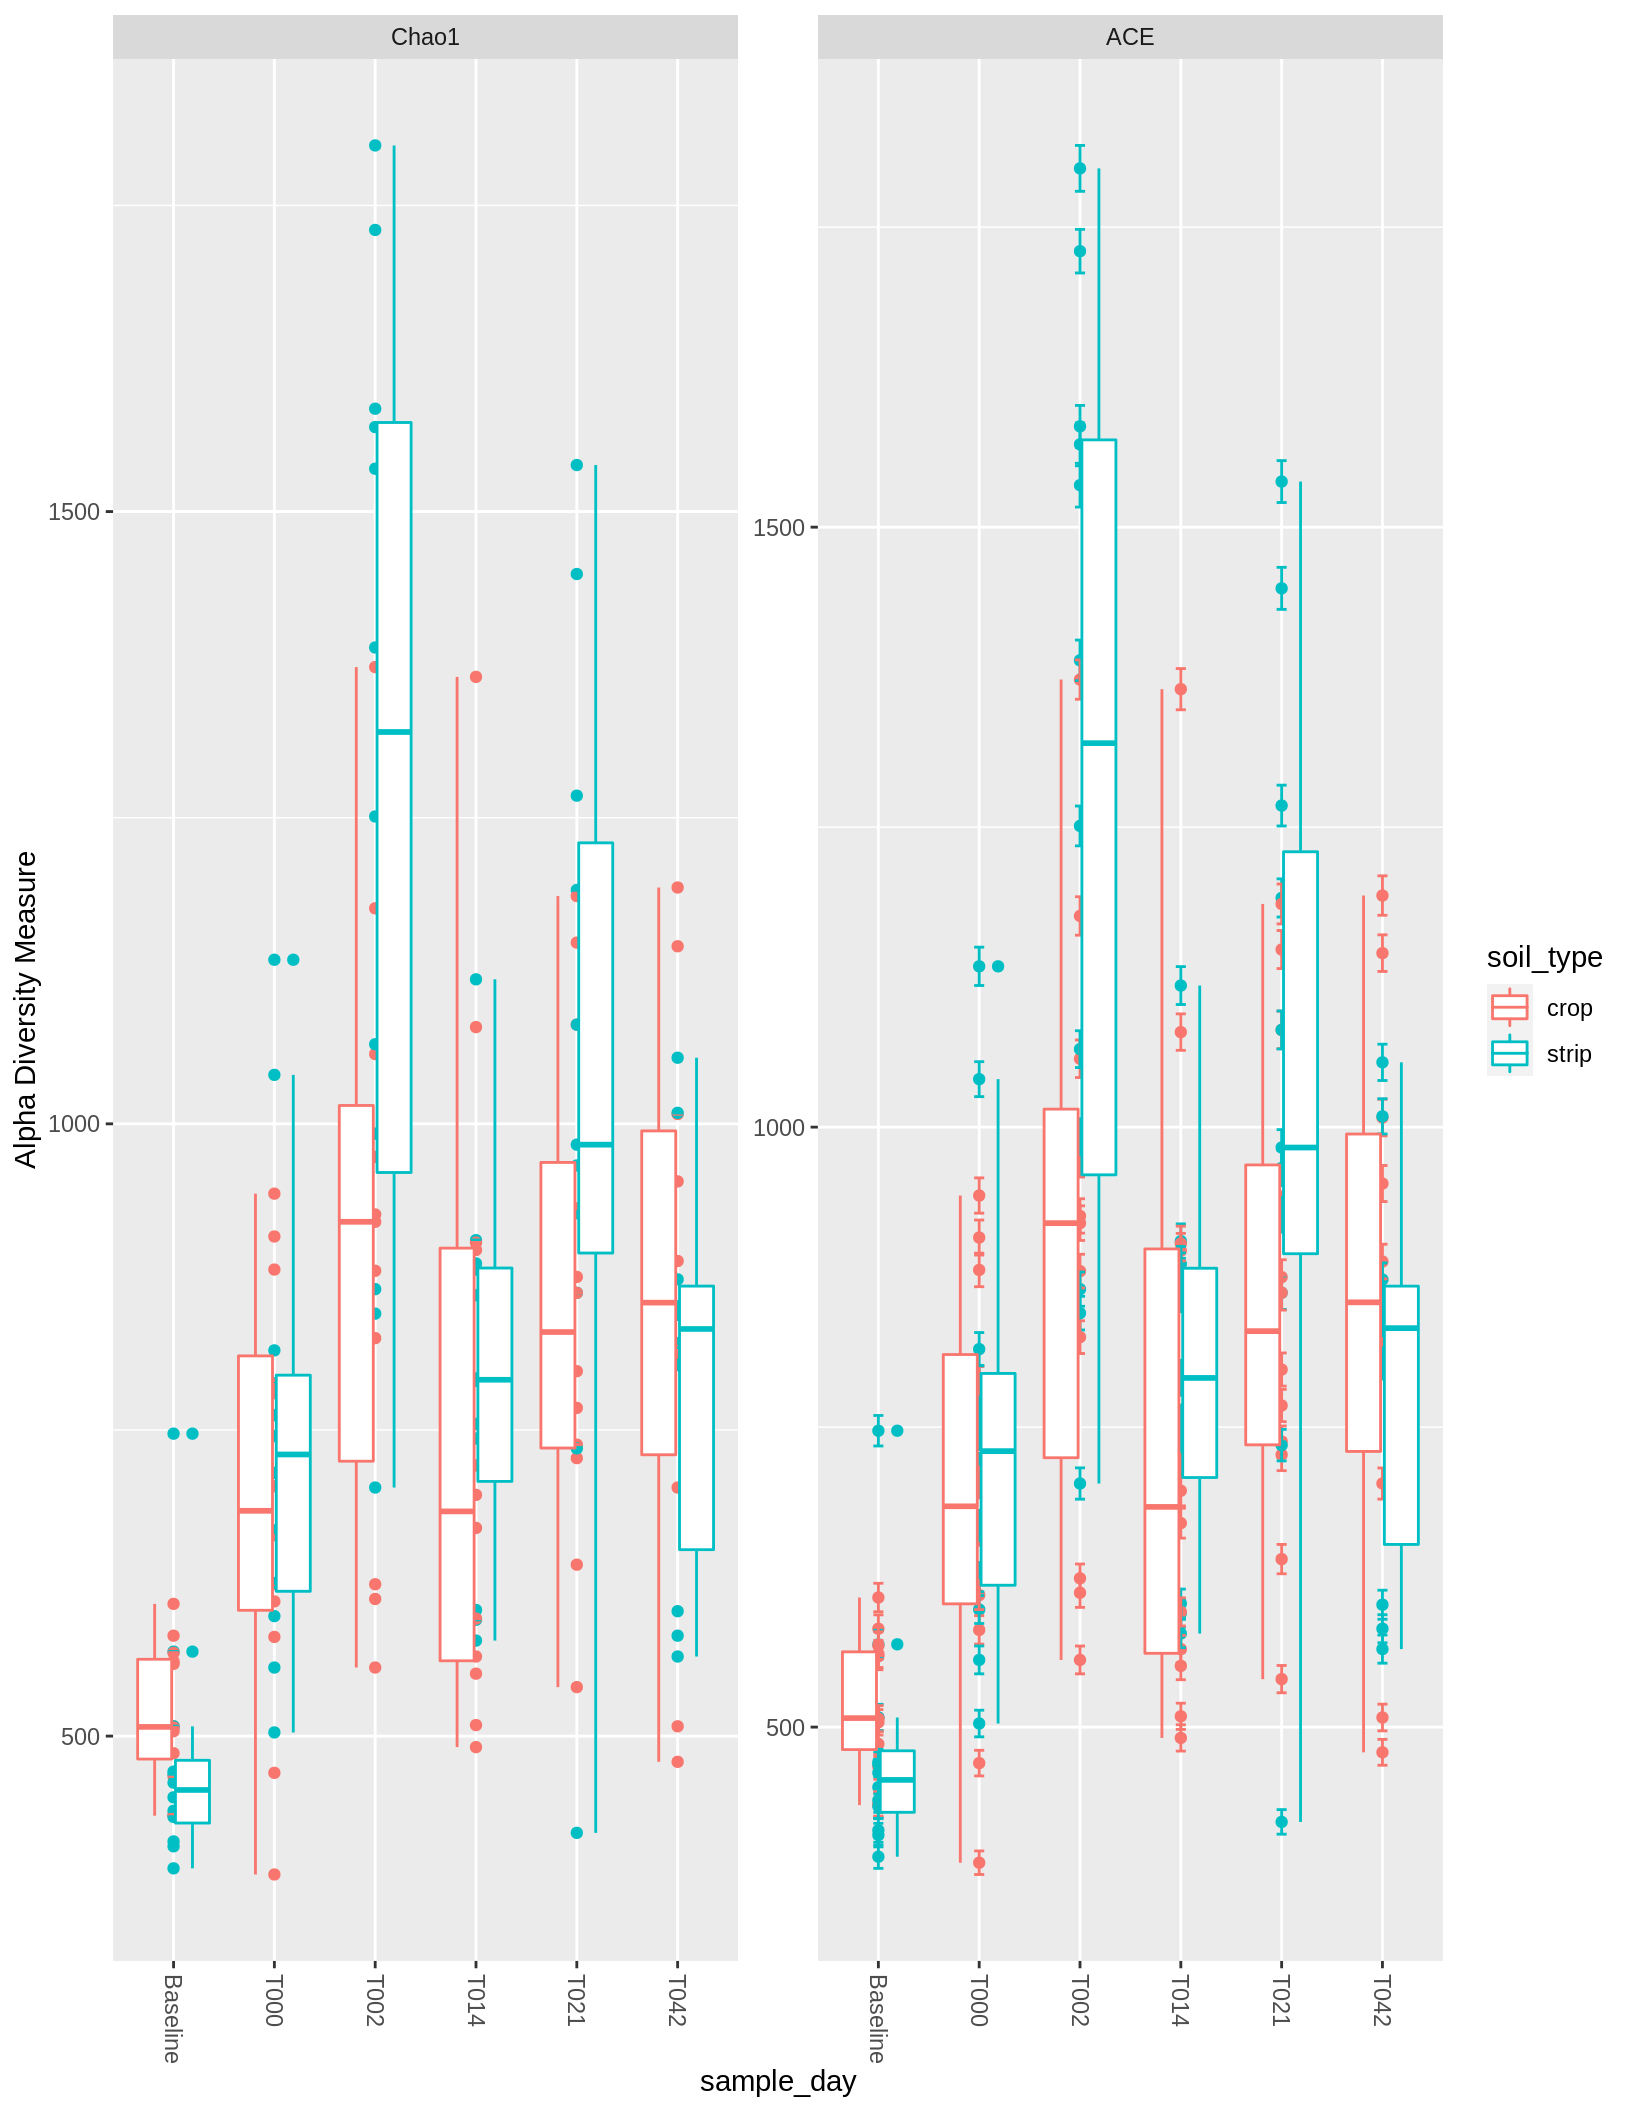 Chao1
ACE
Alpha Diversity Measure
1500
1000
500
1500
1000
500
Baseline
T000
T002
T014
T021
T042
Baseline
T000
T002
T014
T021
T042
sample_day
soil_type
crop
strip